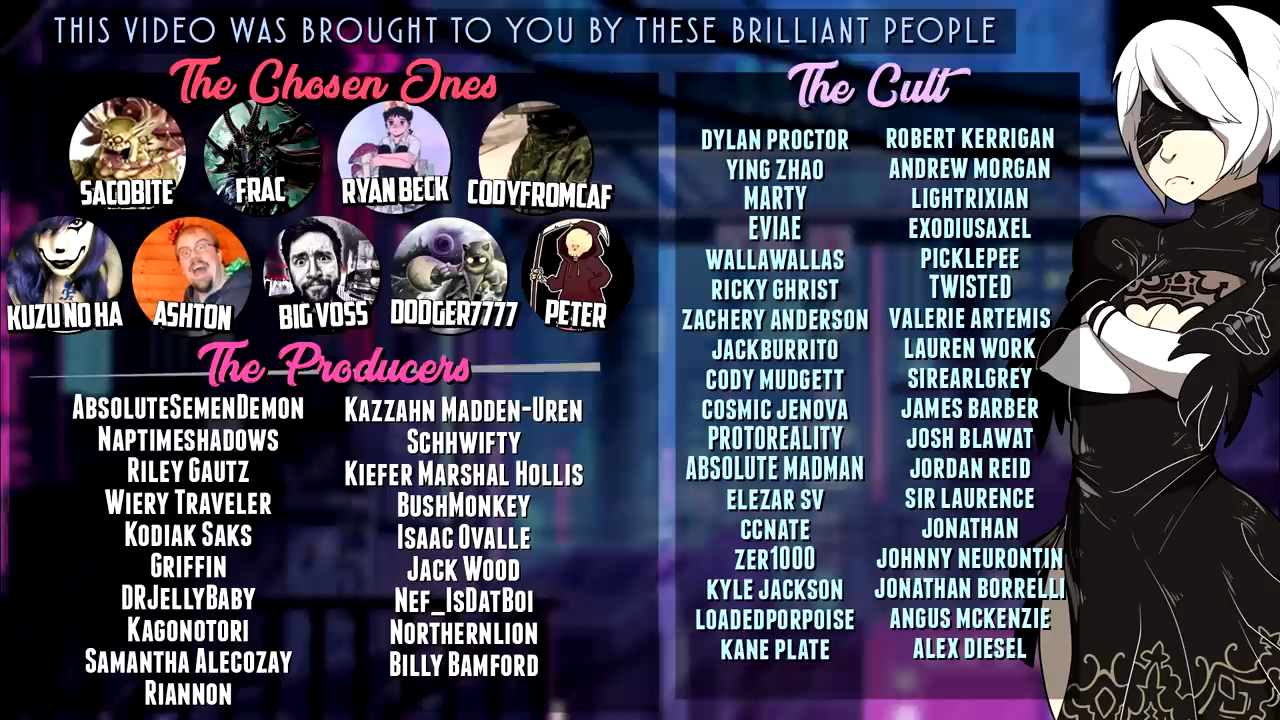 THIS VIDEO WAS BROUGHT TO YOU BY THESE BRILLIANT PEOPLE
The Chosen Ones
SACOBITE
FRAC
RYAN BECK
CODYFROMCAF
KUZU NO HA
ASHTON
BIG VOSS
DODGER7777
PETER
The Producers
ABSOLUTESEMENDEMON
NAPTIMESHADOWS
RILEY GAUTZ
WIERY TRAVELER
KODIAK SAKS
GRIFFIN
DRJELLYBABY
KAGONOTORI
SAMANTHA ALECOZAY
RIANNON
KAZZAHN MADDEN-UREN
SCHHWIFTY
KIEFER MARSHAL HOLLIS
BUSHMONKEY
ISAAC OVALLE
JACK WOOD
NEF_ISDATBOI
NORTHERNLION
BILLY BAMFORD
The Cult
DYLAN PROCTOR
YING ZHAO
MARTY
EVIAE
WALLAWALLAS
RICKY GHRIST
ZACHERY ANDERSON
JACKBURRITO
CODY MUDGETT
COSMIC JENOVA
PROTOREALITY
ABSOLUTE MADMAN
ELEZAR SV
CCNATE
ZER1000
KYLE JACKSON
LOADEDPORPOISE
KANE PLATE
ROBERT KERRIGAN
ANDREW MORGAN
LIGHTRIXIAN
EXODIUSAXEL
PICKLEPEE
TWISTED
VALERIE ARTEMIS
LAUREN WORK
SIREARLGREY
JAMES BARBER
JOSH BLAWAT
JORDAN REID
SIR LAURENCE
JONATHAN
JOHNNY NEURONTIN
JONATHAN BORRELLI
ANGUS MCKENZIE
ALEX DIESEL